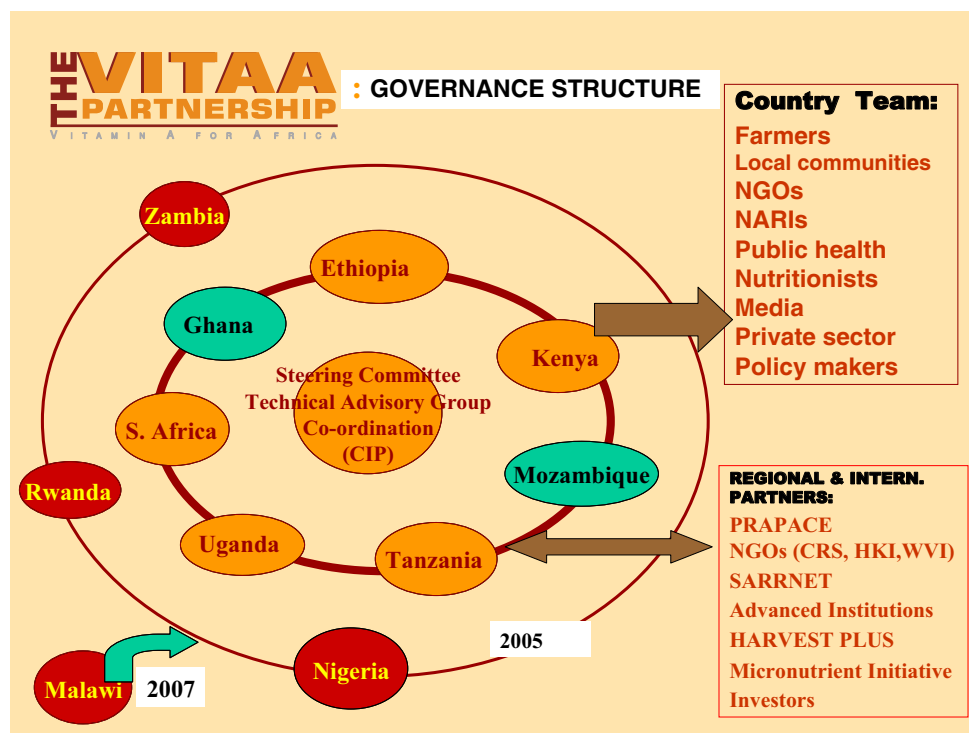 THE VITAA
PARTNERSHIP
VITAMIN A FOR AFRICA
: GOVERNANCE STRUCTURE
Country Team:
Farmers
Local communities
NGOs
NARIs
Public health
Nutritionists
Media
Private sector
Policy makers
Zambia
Ethiopia
Ghana
Kenya
Steering Committee
Technical Advisory Group
Co-ordination
(CIP)
S. Africa
Mozambique
Rwanda
Uganda
Tanzania
REGIONAL & INTERN.
PARTNERS:
PRAPACE
NGOs (CRS, HKI,WVI)
SARRNET
Advanced Institutions
HARVEST PLUS
Micronutrient Initiative
Investors
2005
Nigeria
Malawi
2007